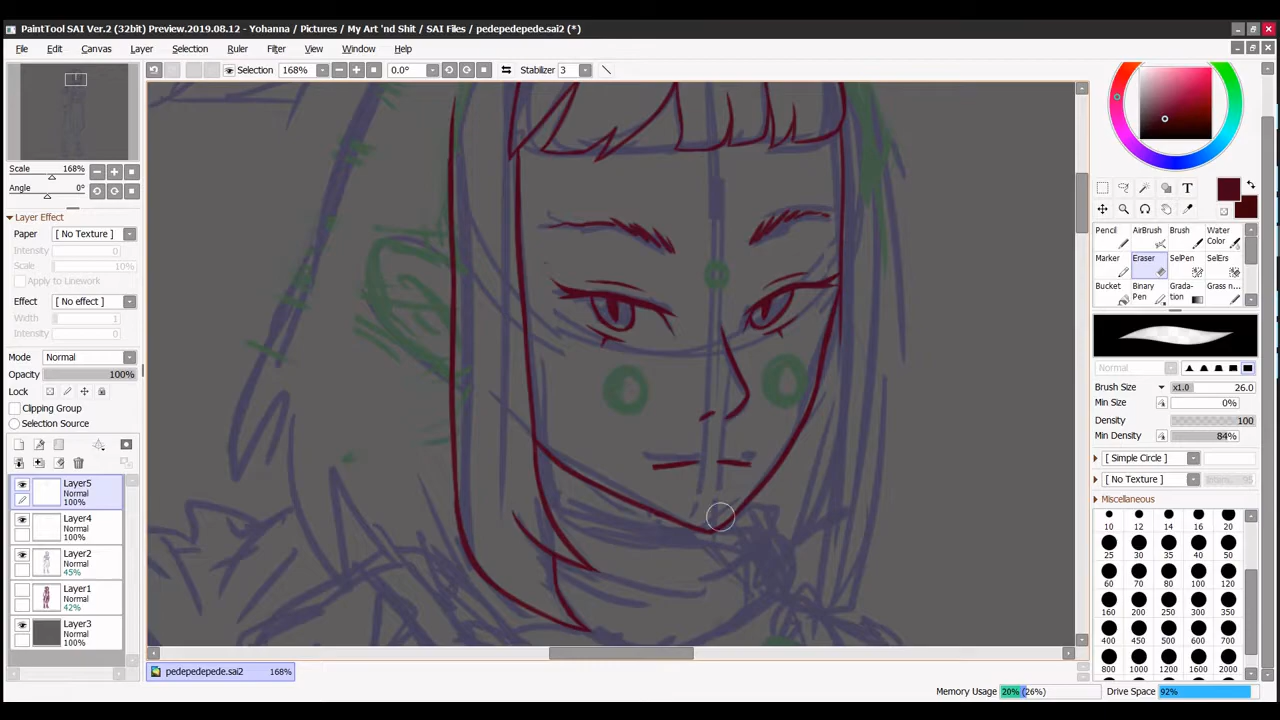 PaintTool SAI Ver.2 (32bit) Preview.2019.08.12 - Yohanna / Pictures / My Art 'nd Shit / SAI Files / pedepedepede.sai2 (*)
File Edit Canvas Layer Selection Ruler Filter View Window Help
Selection 168% 0.0° Stabilizer 3
Scale 168%
Angle 0°
Layer Effect
Paper [ No Texture ]
Intensity 0
Scale 10%
Apply to Linework
Effect [ No effect ]
Width 1
Intensity 0
Mode Normal
Opacity 100%
Lock
Clipping Group
Selection Source
Layer5
Normal
100%
Layer4
Normal
100%
Layer2
Normal
45%
Layer1
Normal
42%
Layer3
Normal
100%
pedepedepede.sai2 168%
T
Pencil AirBrush Brush Water Color
Marker Eraser SelPen SelErs
Bucket Binary Pen Grada-tion Grass n...
Normal
Brush Size x1.0 26.0
Min Size 0%
Density 100
Min Density 84%
[ Simple Circle ]
[ No Texture ]
Miscellaneous
10 12 14 16 20
25 30 35 40 50
60 70 80 90 100
160 200 250 300 350
400 450 500 600 700
800 1000 1200 1600 2000
Memory Usage 20% (26%) Drive Space 92%